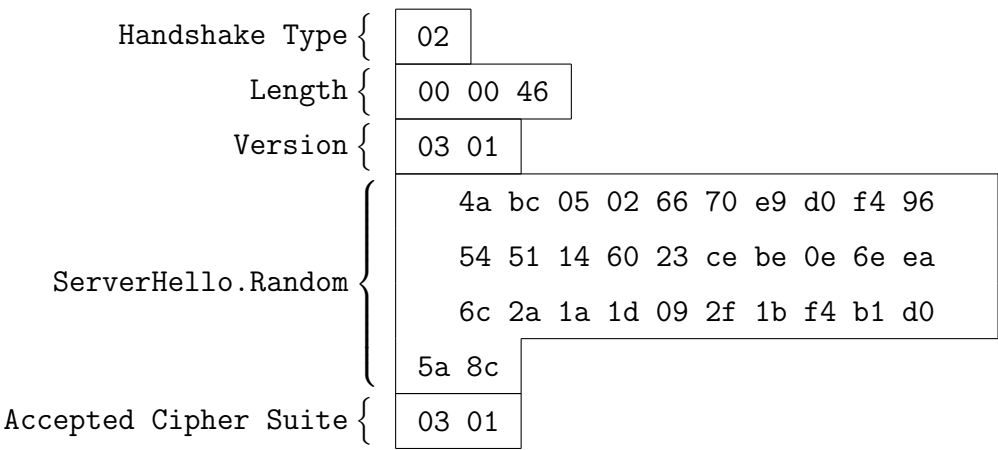 Handshake Type { 02
Length { 00 00 46
Version { 03 01
4a bc 05 02 66 70 e9 d0 f4 96
54 51 14 60 23 ce be 0e 6e ea
ServerHello.Random {
6c 2a 1a 1d 09 2f 1b f4 b1 d0
5a 8c
Accepted Cipher Suite { 03 01